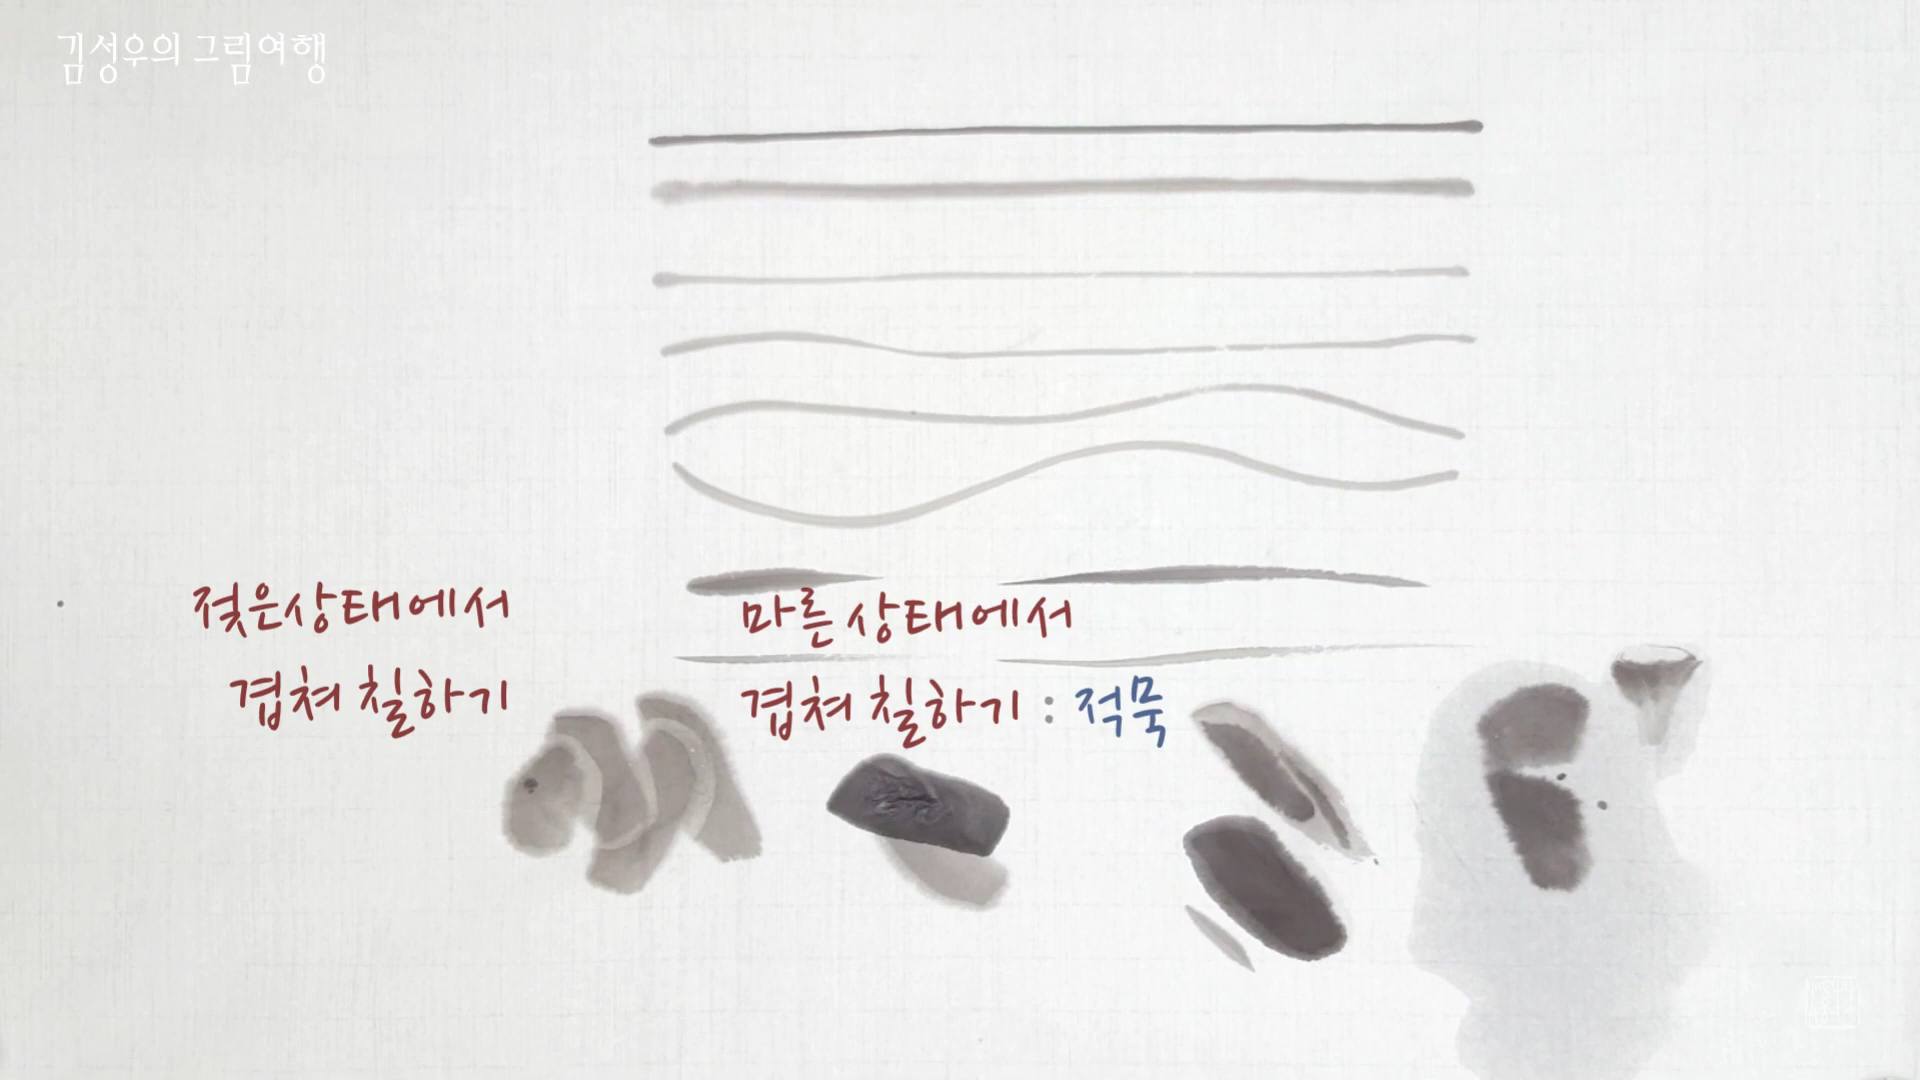 김성우의 그림여행
젖은상태에서
겹쳐 칠하기
마른 상태에서
겹쳐 칠하기 : 적묵